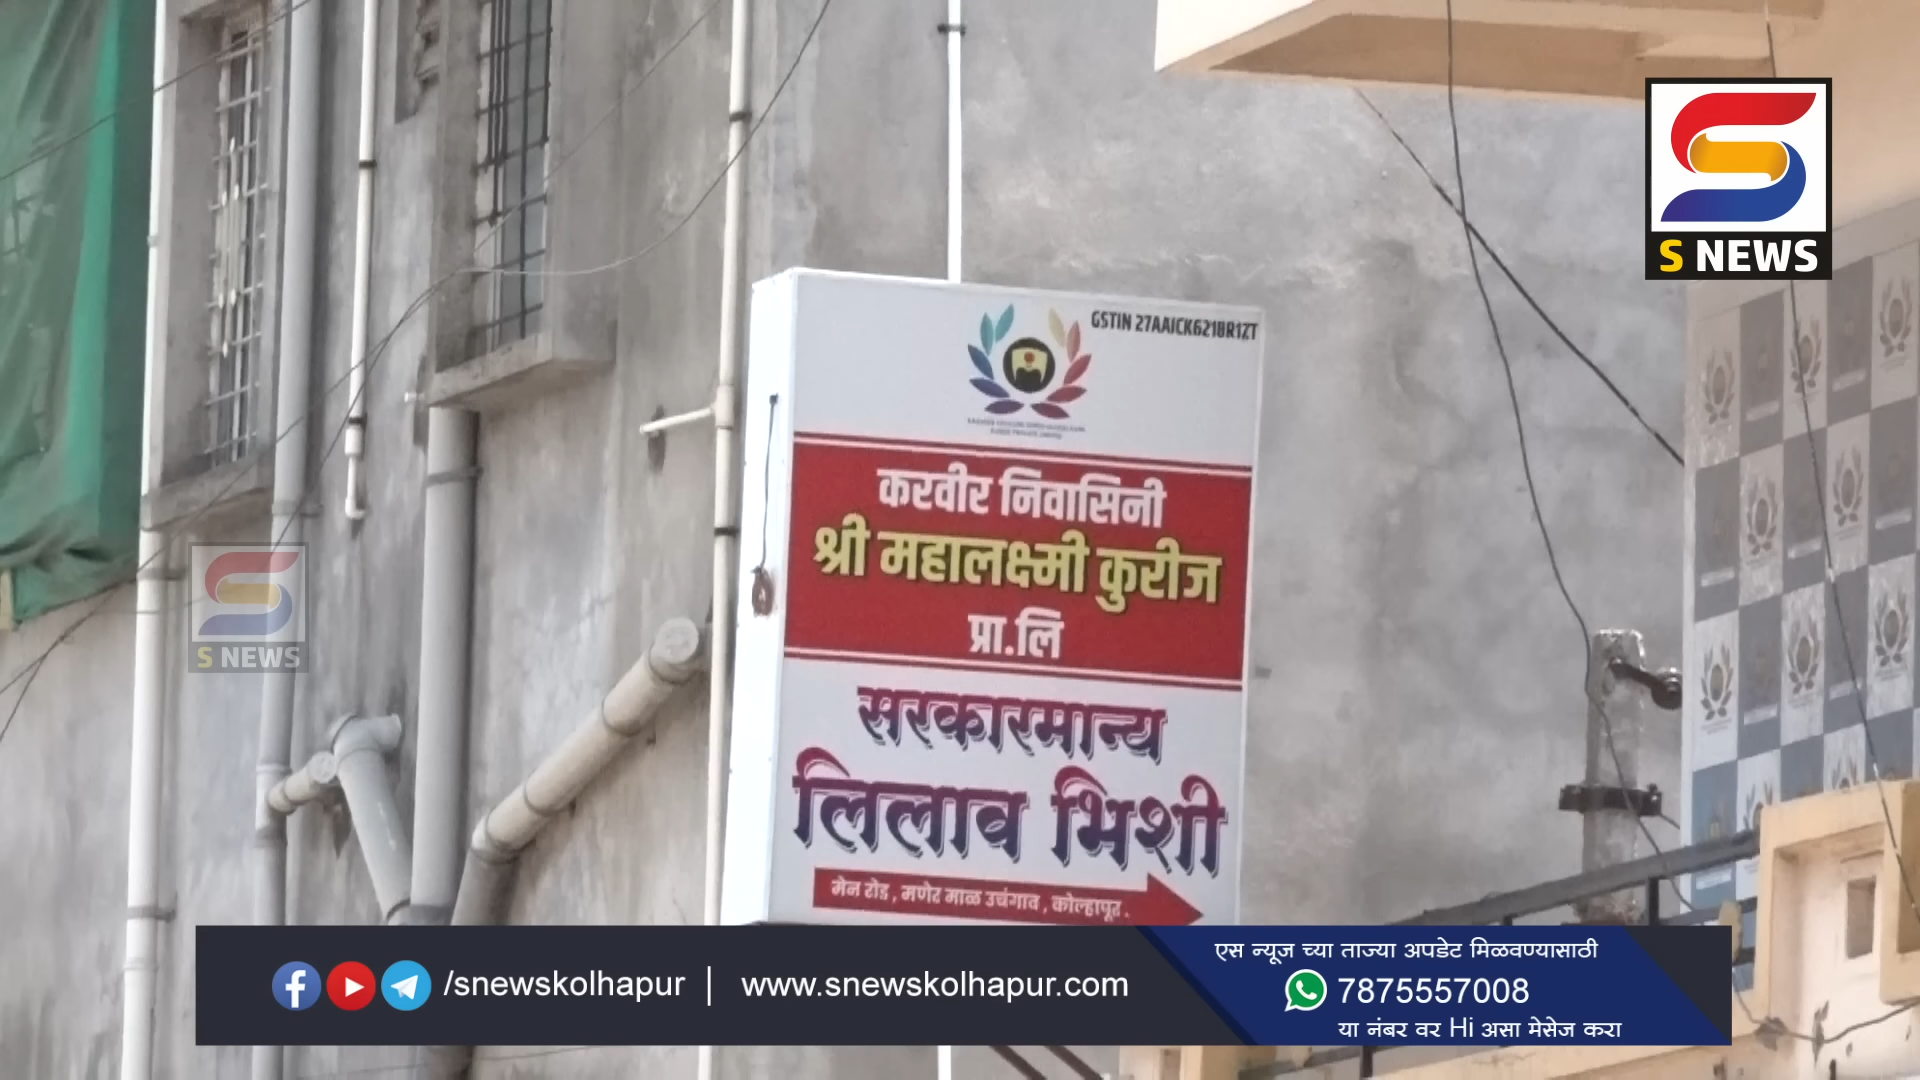 S NEWS
GSTIN 27AAICK6218R1ZT
करवीर निवासिनी
श्री महालक्ष्मी कुरीज
प्रा.लि
सरकारमान्य
लिलाव भिशी
मेन रोड , मणेर माळ उचंगाव , कोल्हापूर .
S NEWS
/snewskolhapur | www.snewskolhapur.com
एस न्यूज च्या ताज्या अपडेट मिळवण्यासाठी
7875557008
या नंबर वर Hi असा मेसेज करा